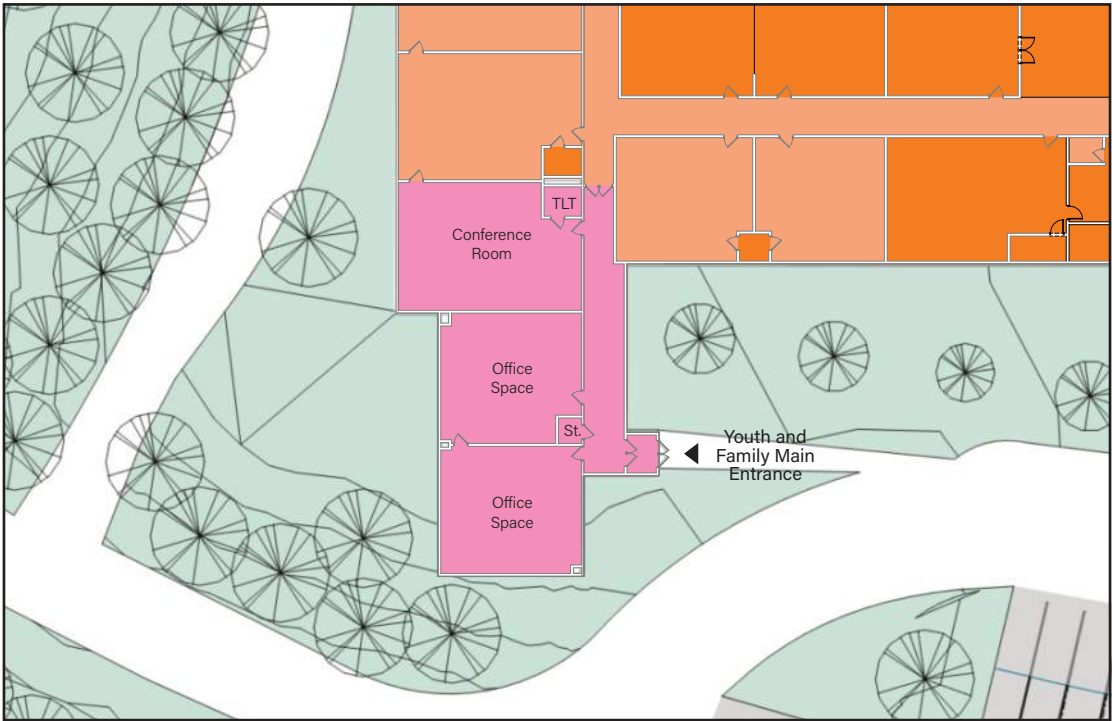 TLT
Conference
Room
Office
Space
St.
Youth and
Family Main
Entrance
Office
Space